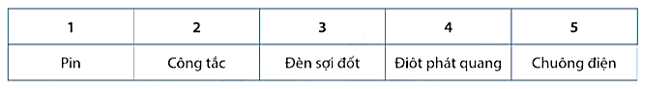 1 2 3 4 5
Pin Công tắc Đèn sợi đốt Điôt phát quang Chuông điện